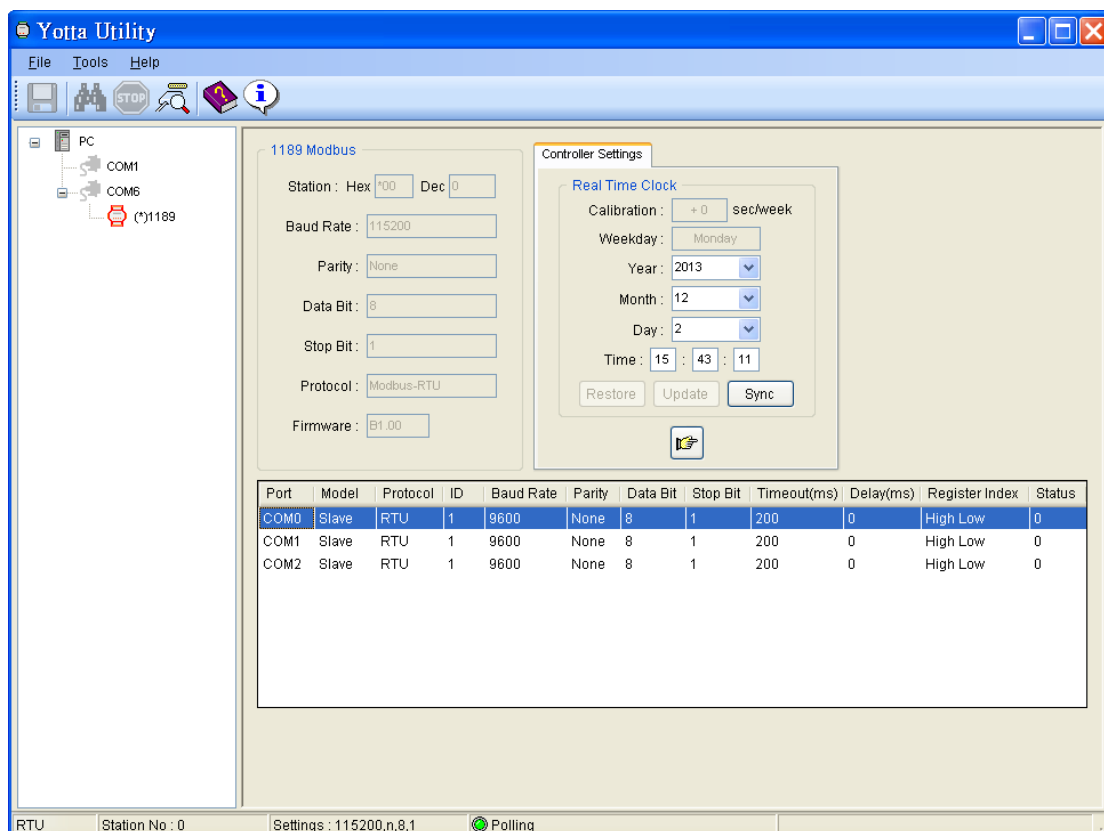 Yotta Utility
File Tools Help
STOP
PC
COM1
COM6
(*)1189
1189 Modbus
Station : Hex *00 Dec 0
Baud Rate : 115200
Parity : None
Data Bit : 8
Stop Bit : 1
Protocol : Modbus-RTU
Firmware : B1.00
Controller Settings
Real Time Clock
Calibration : + 0 sec/week
Weekday : Monday
Year : 2013
Month : 12
Day : 2
Time : 15 : 43 : 11
Restore Update Sync
Port Model Protocol ID Baud Rate Parity Data Bit Stop Bit Timeout(ms) Delay(ms) Register Index Status
COM0 Slave RTU 1 9600 None 8 1 200 0 High Low 0
COM1 Slave RTU 1 9600 None 8 1 200 0 High Low 0
COM2 Slave RTU 1 9600 None 8 1 200 0 High Low 0
RTU Station No : 0 Settings : 115200,n,8,1 Polling